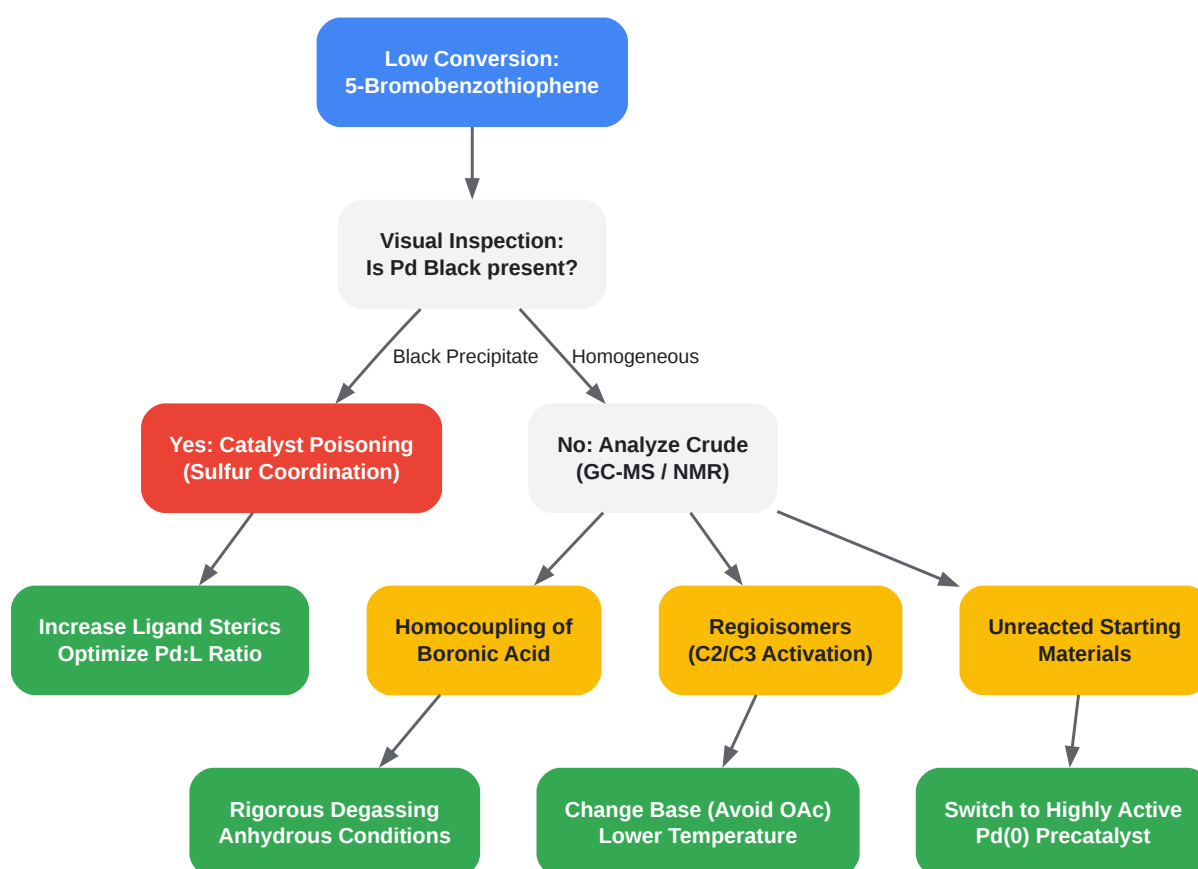 Low Conversion:
5-Bromobenzothiophene
Visual Inspection:
Is Pd Black present?
Black Precipitate
Homogeneous
Yes: Catalyst Poisoning
(Sulfur Coordination)
No: Analyze Crude
(GC-MS / NMR)
Increase Ligand Sterics
Optimize Pd:L Ratio
Homocoupling of
Boronic Acid
Regioisomers
(C2/C3 Activation)
Unreacted Starting
Materials
Rigorous Degassing
Anhydrous Conditions
Change Base (Avoid OAc)
Lower Temperature
Switch to Highly Active
Pd(0) Precatalyst